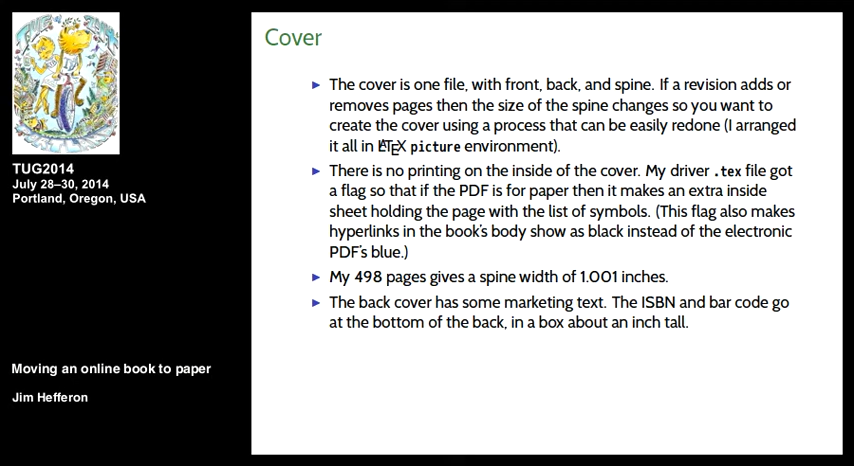 TUG2014
July 28–30, 2014
Portland, Oregon, USA
Moving an online book to paper
Jim Hefferon
Cover
► The cover is one file, with front, back, and spine. If a revision adds or
removes pages then the size of the spine changes so you want to
create the cover using a process that can be easily redone (I arranged
it all in LATEX picture environment).
► There is no printing on the inside of the cover. My driver .tex file got
a flag so that if the PDF is for paper then it makes an extra inside
sheet holding the page with the list of symbols. (This flag also makes
hyperlinks in the book's body show as black instead of the electronic
PDF's blue.)
► My 498 pages gives a spine width of 1.001 inches.
► The back cover has some marketing text. The ISBN and bar code go
at the bottom of the back, in a box about an inch tall.